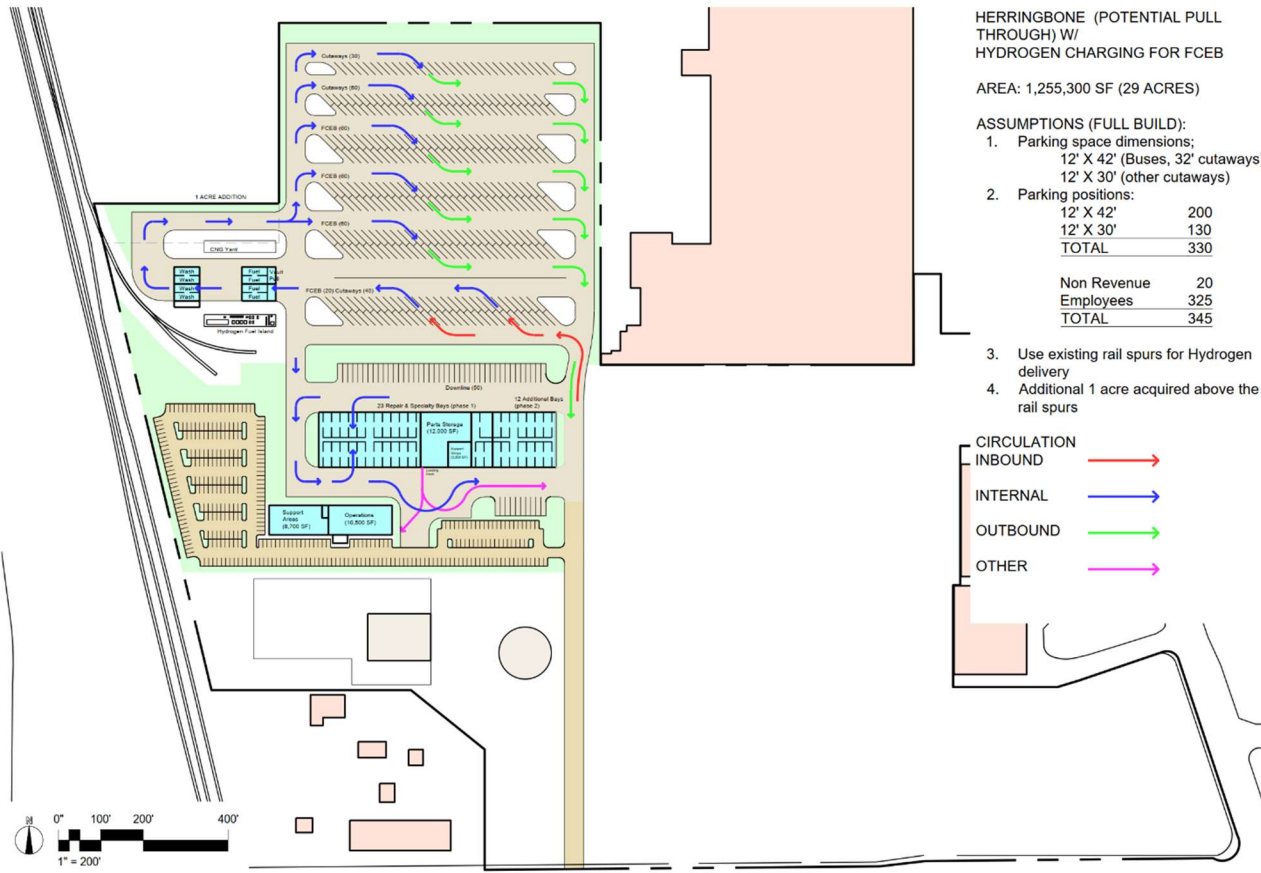 HERRINGBONE (POTENTIAL PULL
THROUGH) W/
HYDROGEN CHARGING FOR FCEB
AREA: 1,255,300 SF (29 ACRES)
ASSUMPTIONS (FULL BUILD):
1. Parking space dimensions;
12' X 42' (Buses, 32' cutaways)
12' X 30' (other cutaways)
2. Parking positions:
12' X 42' 200
12' X 30' 130
TOTAL 330
Non Revenue 20
Employees 325
TOTAL 345
3. Use existing rail spurs for Hydrogen
delivery
4. Additional 1 acre acquired above the
rail spurs
CIRCULATION
INBOUND
INTERNAL
OUTBOUND
OTHER
Cutaways (30)
Cutaways (60)
FCEB (60)
FCEB (60)
FCEB (60)
FCEB (20) Cutaways (40)
1 ACRE ADDITION
CNG Yard
Wash
Wash
Wash
Wash
Fuel
Fuel
Fuel
Fuel
Vault
Pull
Hydrogen Fuel Island
Downline (50)
23 Repair & Specialty Bays (phase 1)
12 Additional Bays
(phase 2)
Parts Storage
(12,000 SF)
Support
Areas
(8,700 SF)
Operations
(10,500 SF)
N
0" 100' 200' 400'
1" = 200'